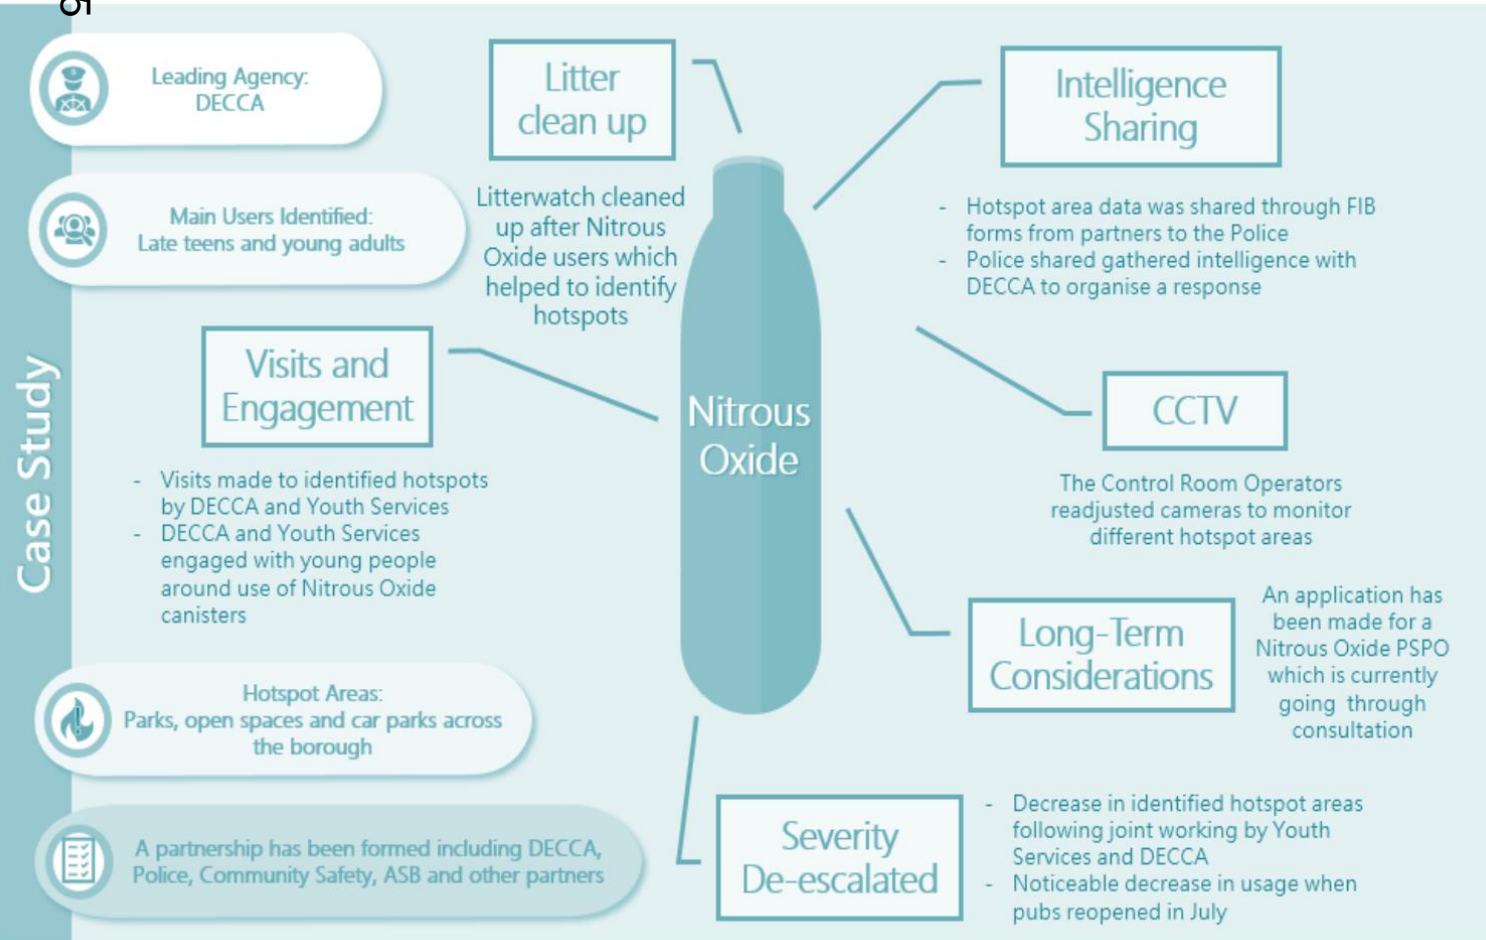 5
Case Study
Leading Agency:
DECCA
Main Users Identified:
Late teens and young adults
Litter
clean up
Litterwatch cleaned
up after Nitrous
Oxide users which
helped to identify
hotspots
Intelligence
Sharing
- Hotspot area data was shared through FIB
forms from partners to the Police
- Police shared gathered intelligence with
DECCA to organise a response
Visits and
Engagement
- Visits made to identified hotspots
by DECCA and Youth Services
- DECCA and Youth Services
engaged with young people
around use of Nitrous Oxide
canisters
Nitrous
Oxide
CCTV
The Control Room Operators
readjusted cameras to monitor
different hotspot areas
Long-Term
Considerations
An application has
been made for a
Nitrous Oxide PSPO
which is currently
going through
consultation
Hotspot Areas:
Parks, open spaces and car parks across
the borough
A partnership has been formed including DECCA,
Police, Community Safety, ASB and other partners
Severity
De-escalated
- Decrease in identified hotspot areas
following joint working by Youth
Services and DECCA
- Noticeable decrease in usage when
pubs reopened in July